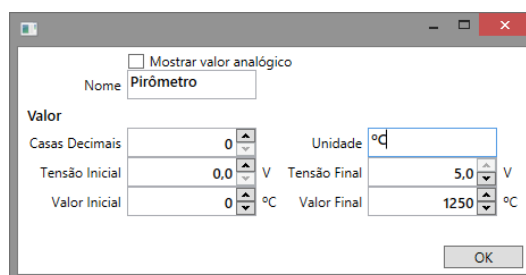 Mostrar valor analógico
Nome Pirômetro
Valor
Casas Decimais 0 Unidade ºC
Tensão Inicial 0,0 V Tensão Final 5,0 V
Valor Inicial 0 ºC Valor Final 1250 ºC
OK